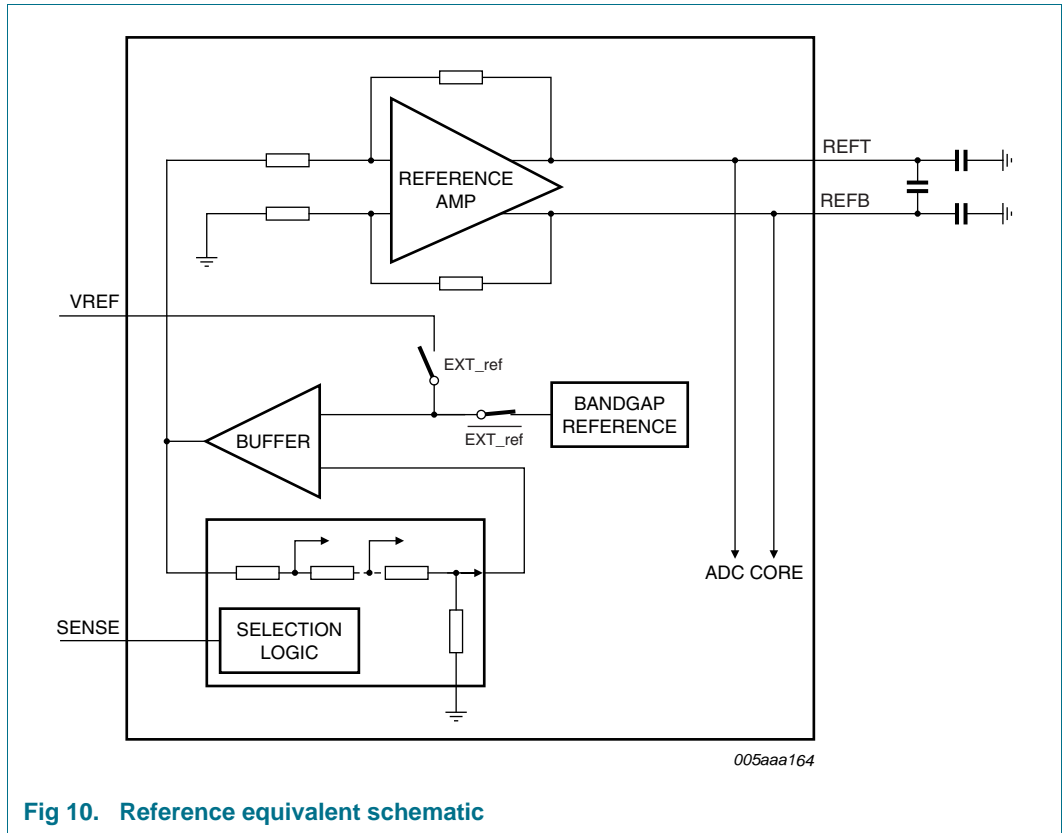 REFERENCE
AMP
REFT
REFB
VREF
EXT_ref
EXT_ref
BANDGAP
REFERENCE
BUFFER
ADC CORE
SENSE
SELECTION
LOGIC
005aaa164
Fig 10. Reference equivalent schematic